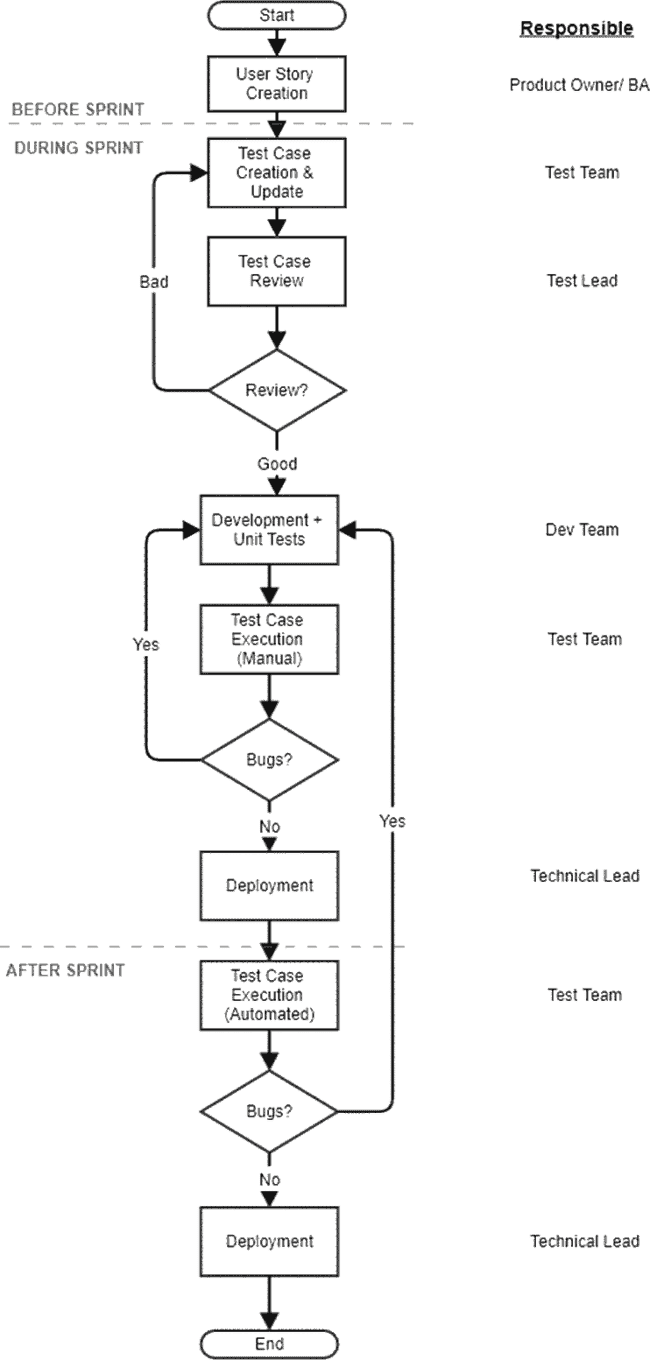 Start
Responsible
User Story
Creation
Product Owner/ BA
BEFORE SPRINT
DURING SPRINT
Test Case
Creation &
Update
Test Team
Test Case
Review
Test Lead
Bad
Review?
Good
Development +
Unit Tests
Dev Team
Test Case
Execution
(Manual)
Test Team
Yes
Bugs?
No
Yes
Deployment
Technical Lead
AFTER SPRINT
Test Case
Execution
(Automated)
Test Team
Bugs?
No
Deployment
Technical Lead
End